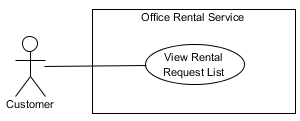 Office Rental Service
View Rental
Request List
Customer